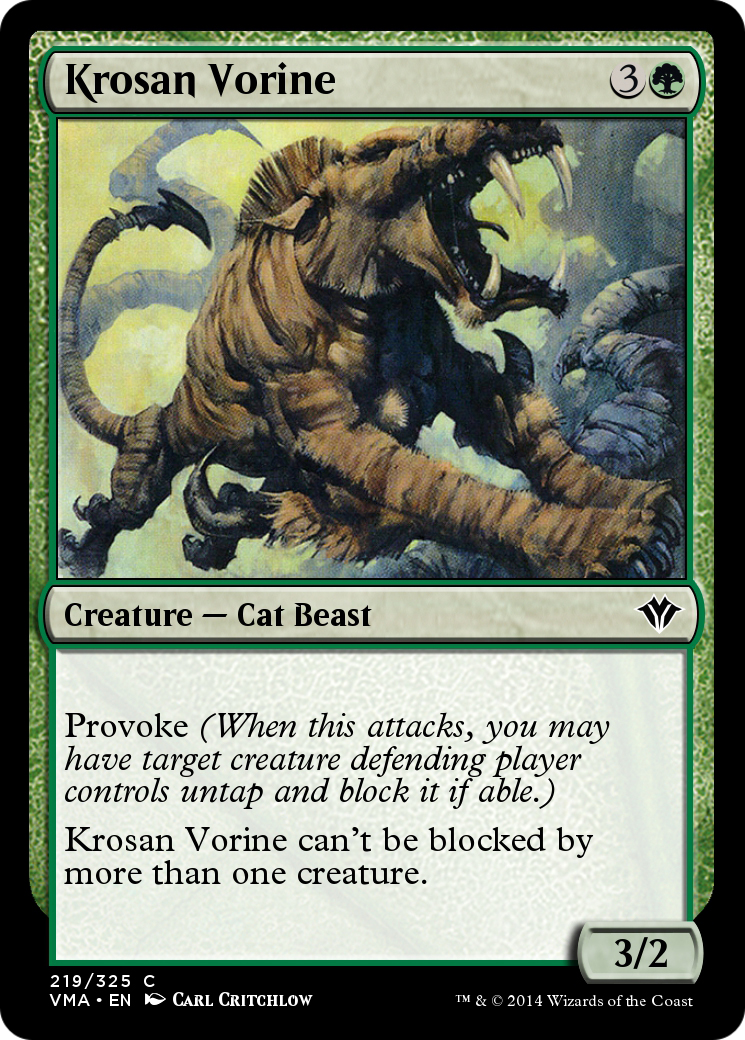 Krosan Vorine 3
Creature — Cat Beast
Provoke (When this attacks, you may
have target creature defending player
controls untap and block it if able.)
Krosan Vorine can't be blocked by
more than one creature.
3/2
219/325 C
VMA • EN Carl Critchlow
™ & © 2014 Wizards of the Coast